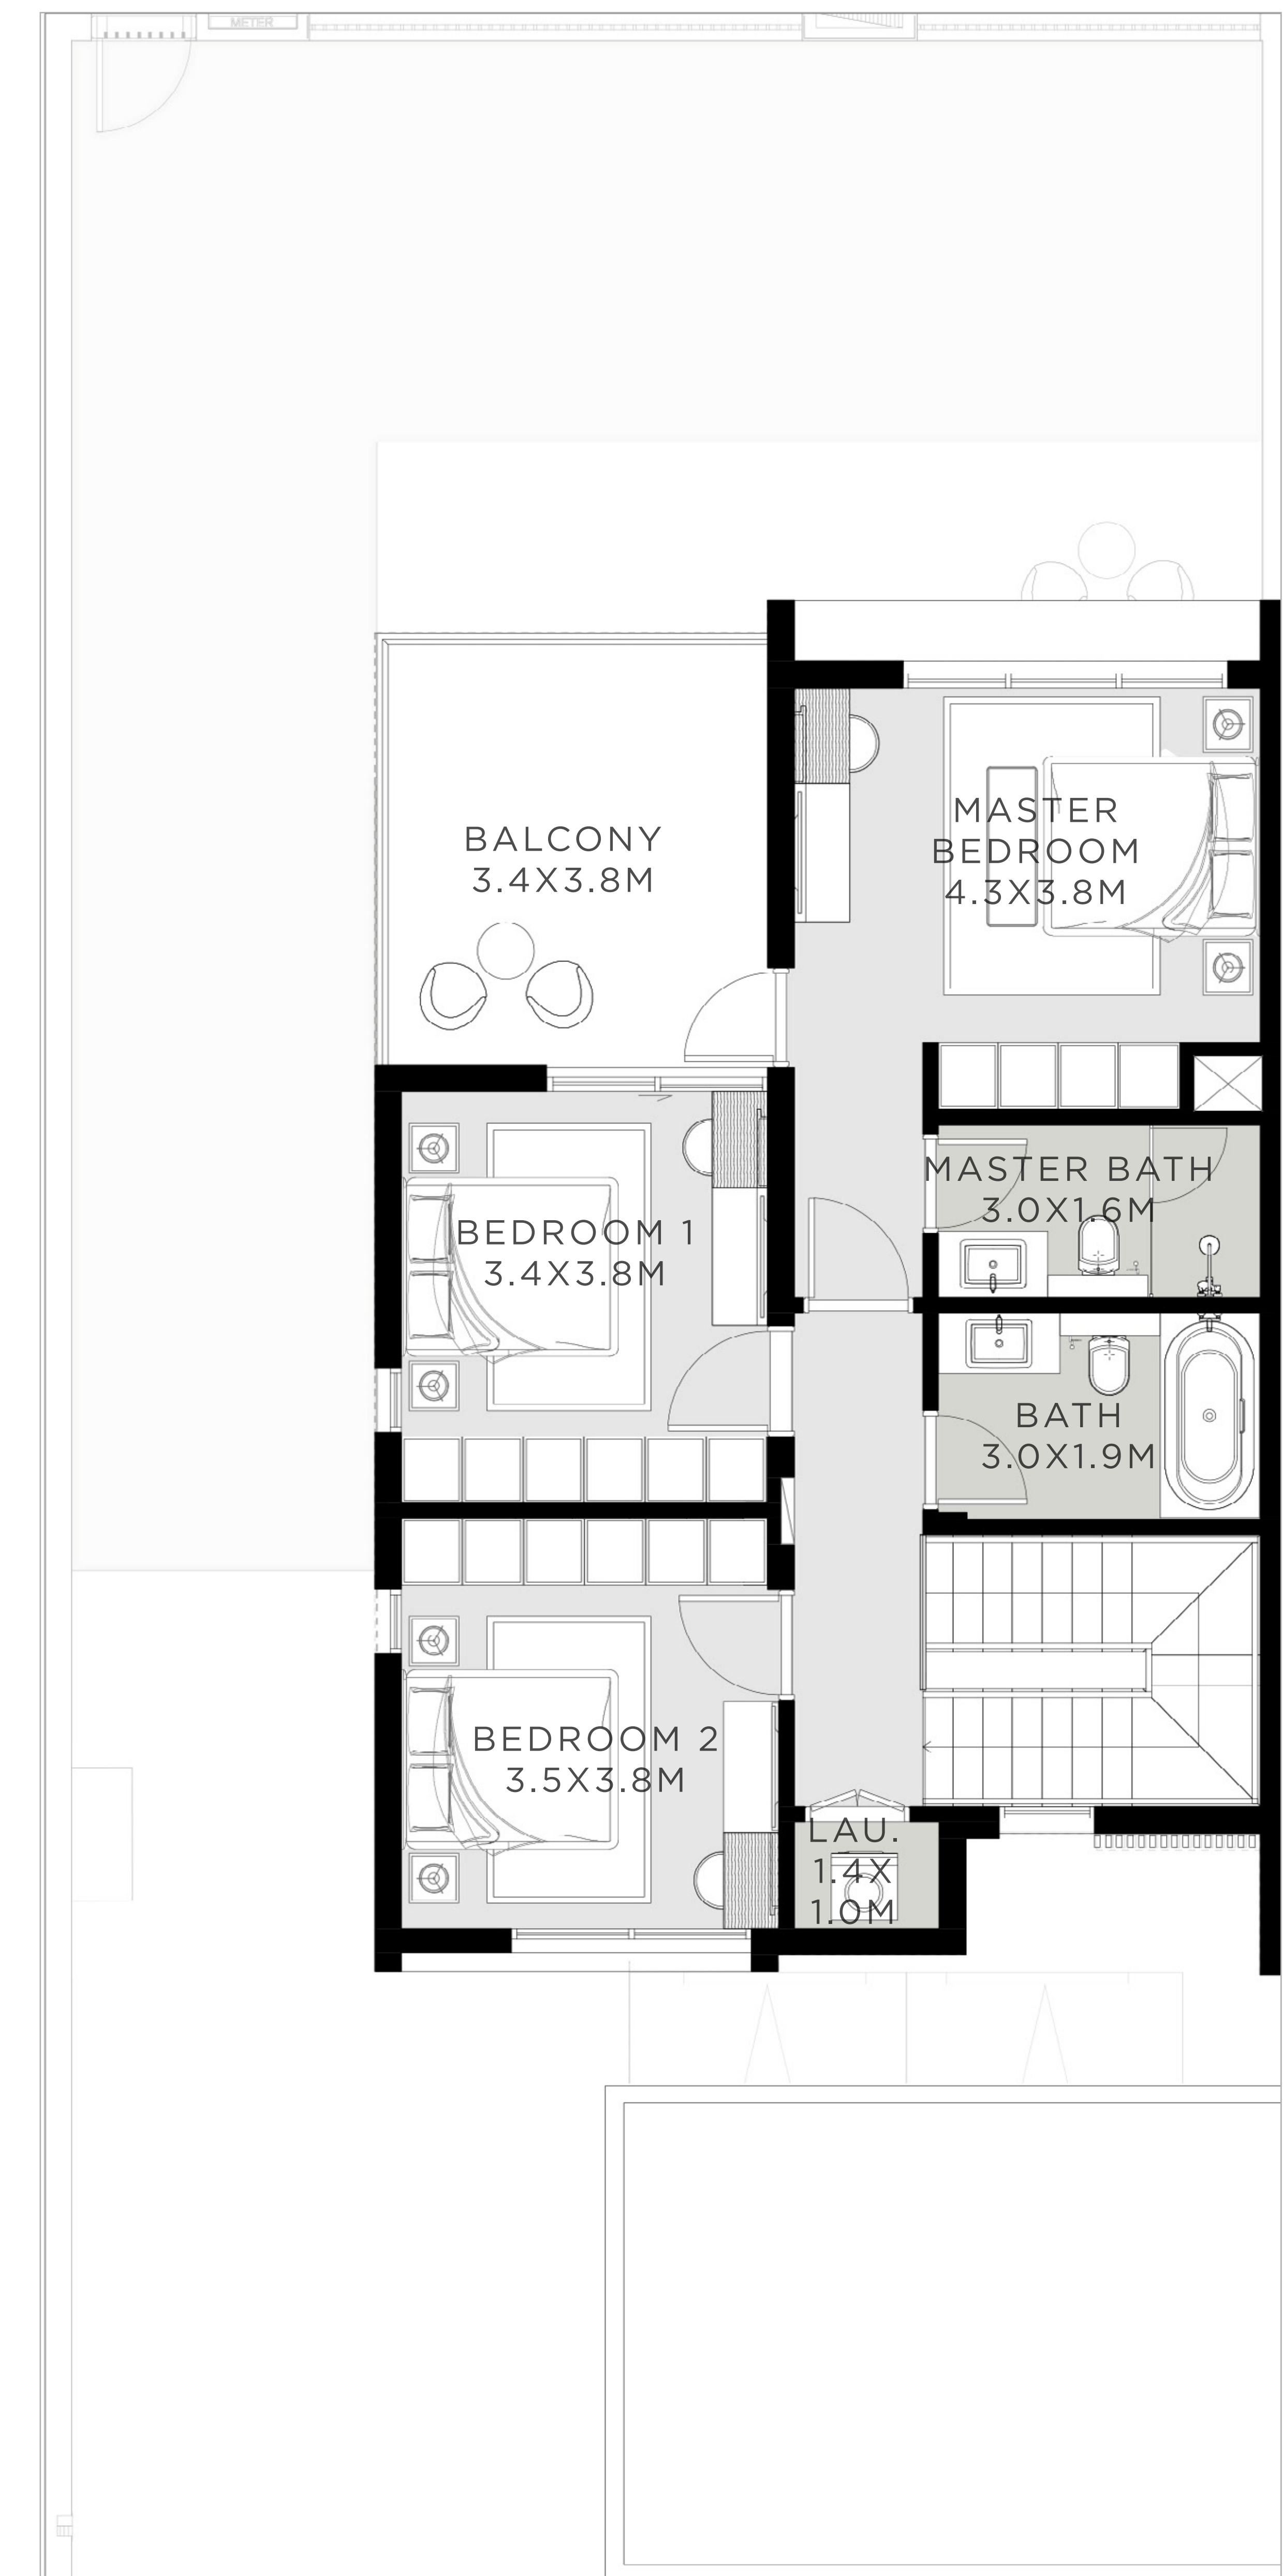 METER
BALCONY
3.4X3.8M
MASTER
BEDROOM
4.3X3.8M
MASTER BATH
3.0X1.6M
BEDROOM 1
3.4X3.8M
BATH
3.0X1.9M
BEDROOM 2
3.5X3.8M
LAU.
1.4X
1.0M